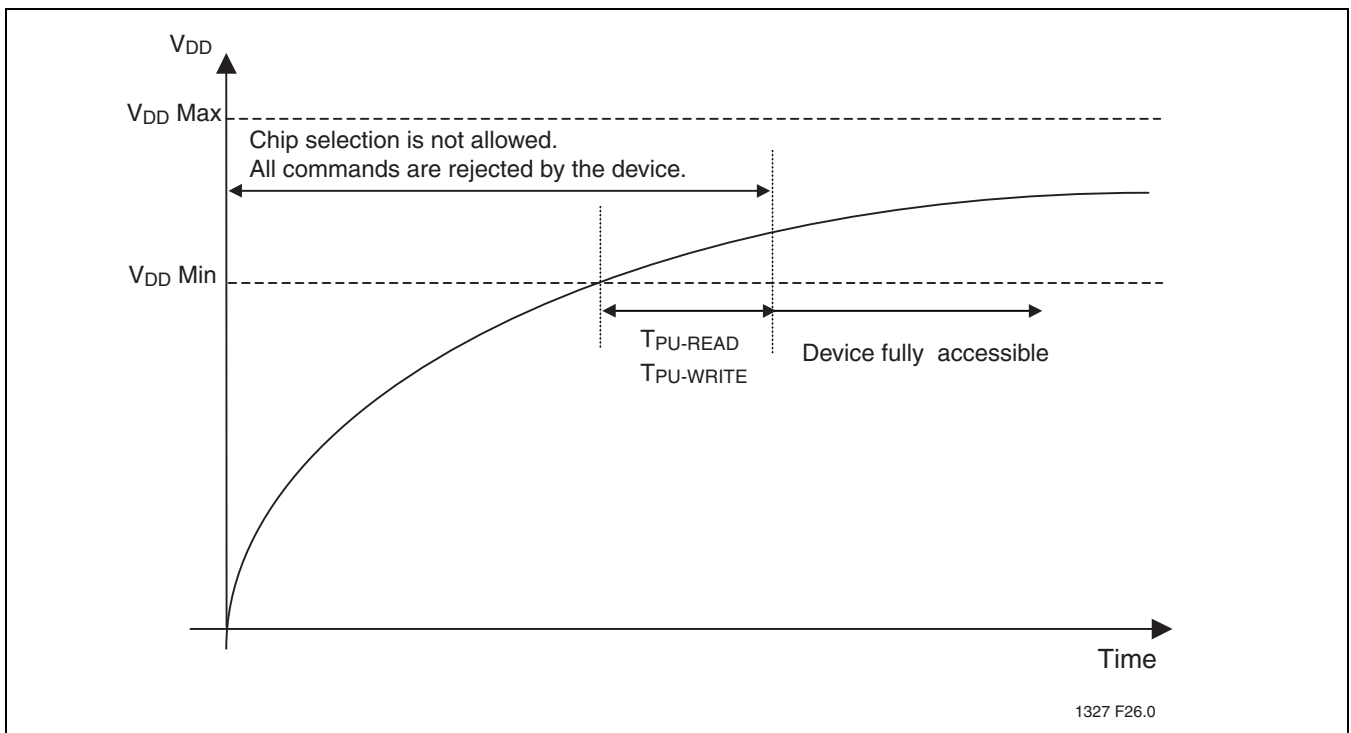 VDD
VDD Max
Chip selection is not allowed.
All commands are rejected by the device.
VDD Min
TPU-READ
TPU-WRITE
Device fully accessible
Time
1327 F26.0